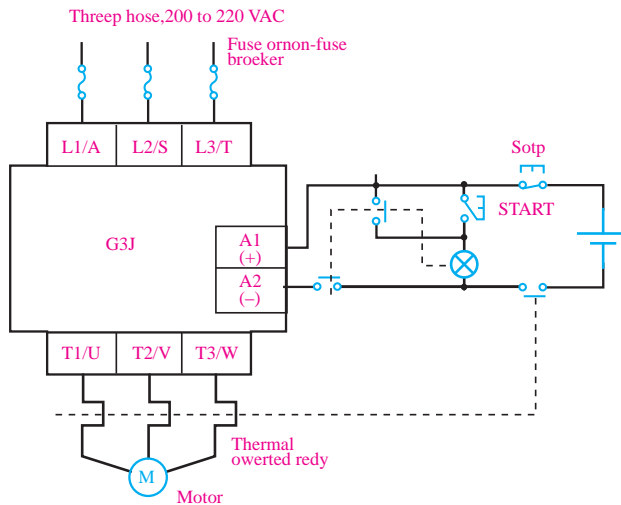 Threep hose,200 to 220 VAC
Fuse ornon-fuse
broeker
L1/A
L2/S
L3/T
Sotp
START
G3J
A1
(+)
A2
(–)
T1/U
T2/V
T3/W
Thermal
owerted redy
M
Motor